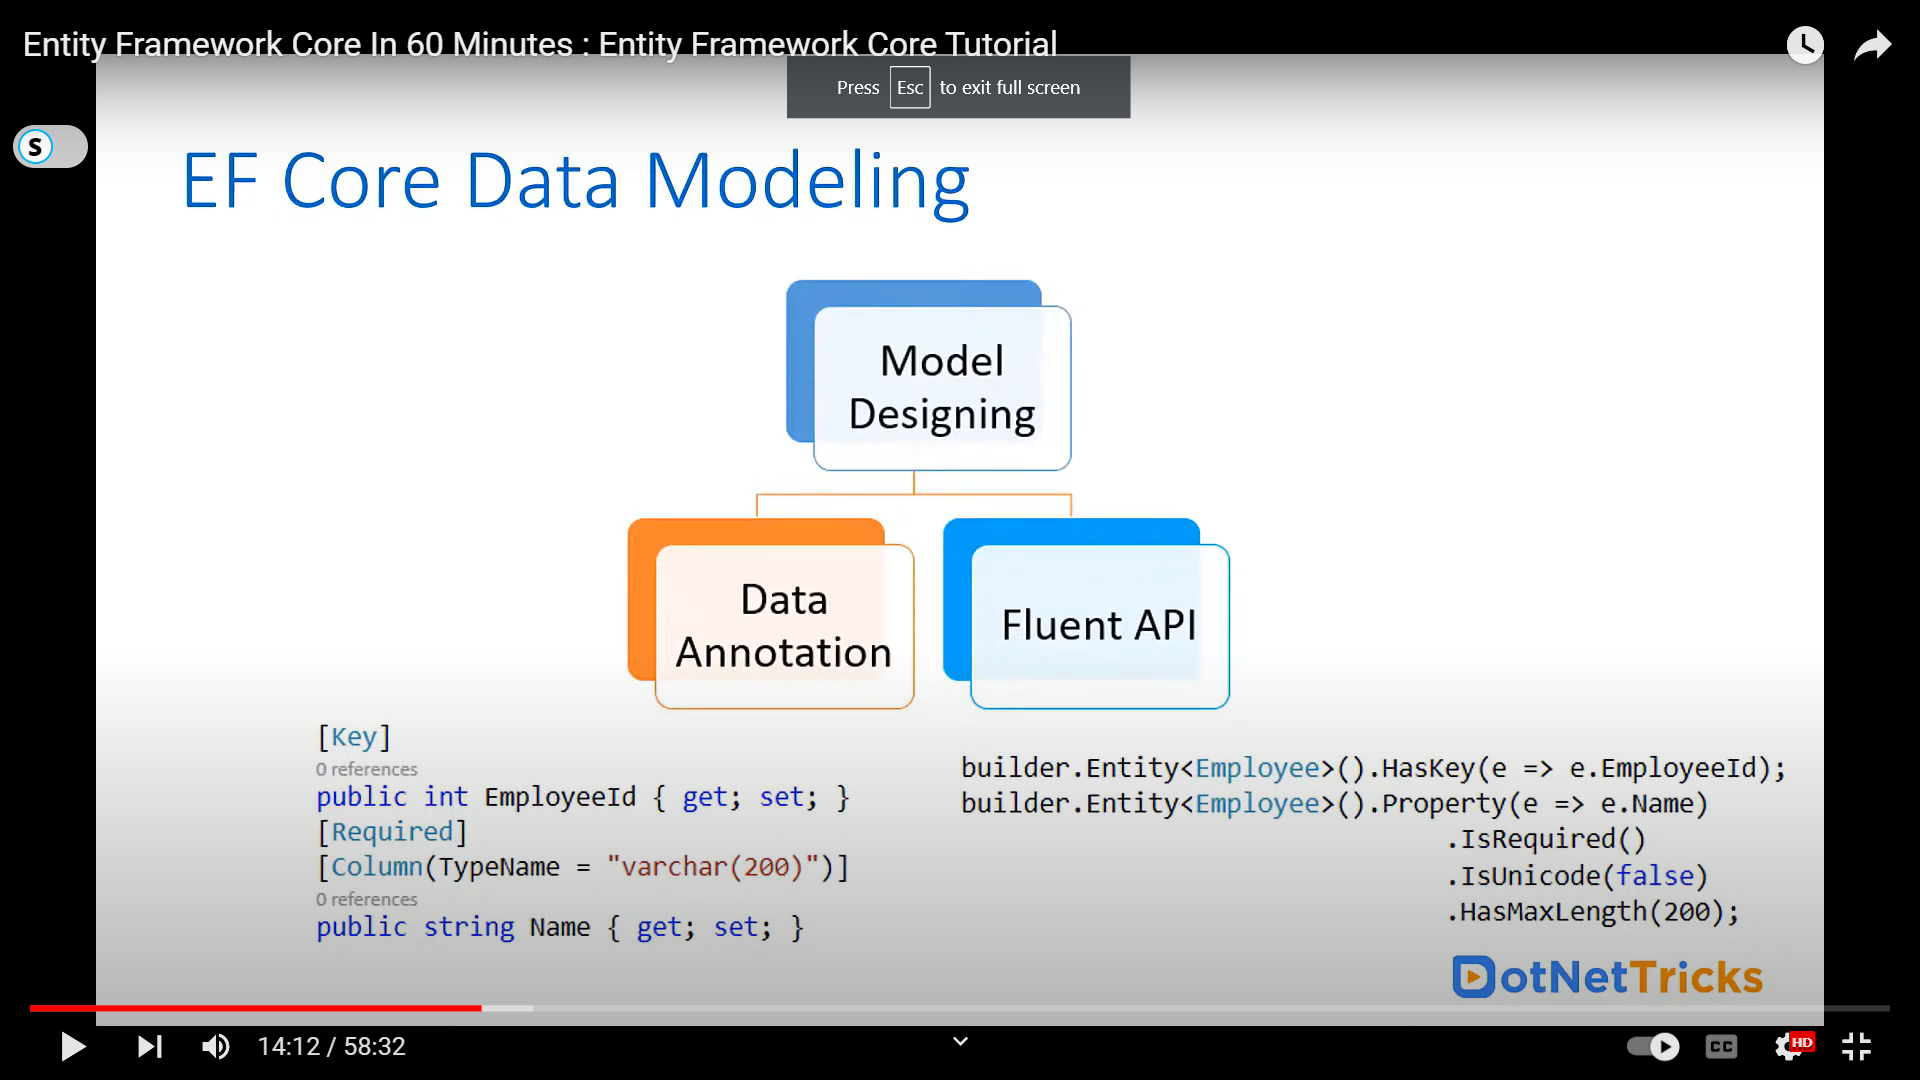 Entity Framework Core In 60 Minutes : Entity Framework Core Tutorial
Press Esc to exit full screen
S
EF Core Data Modeling
Model
Designing
Data
Annotation
Fluent API
[Key]
0 references
public int EmployeeId { get; set; }
[Required]
[Column(TypeName = "varchar(200)")]
0 references
public string Name { get; set; }
builder.Entity<Employee>().HasKey(e => e.EmployeeId);
builder.Entity<Employee>().Property(e => e.Name)
.IsRequired()
.IsUnicode(false)
.HasMaxLength(200);
DotNetTricks
14:12 / 58:32
CC
HD